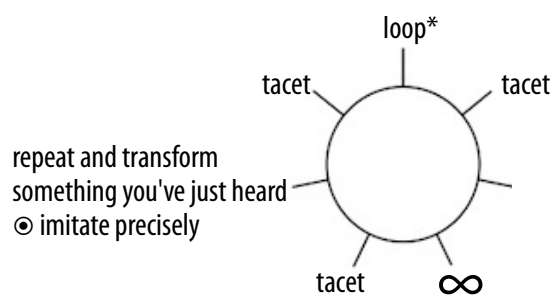 loop*
tacet
tacet
repeat and transform
something you've just heard
⦿ imitate precisely
tacet
∞